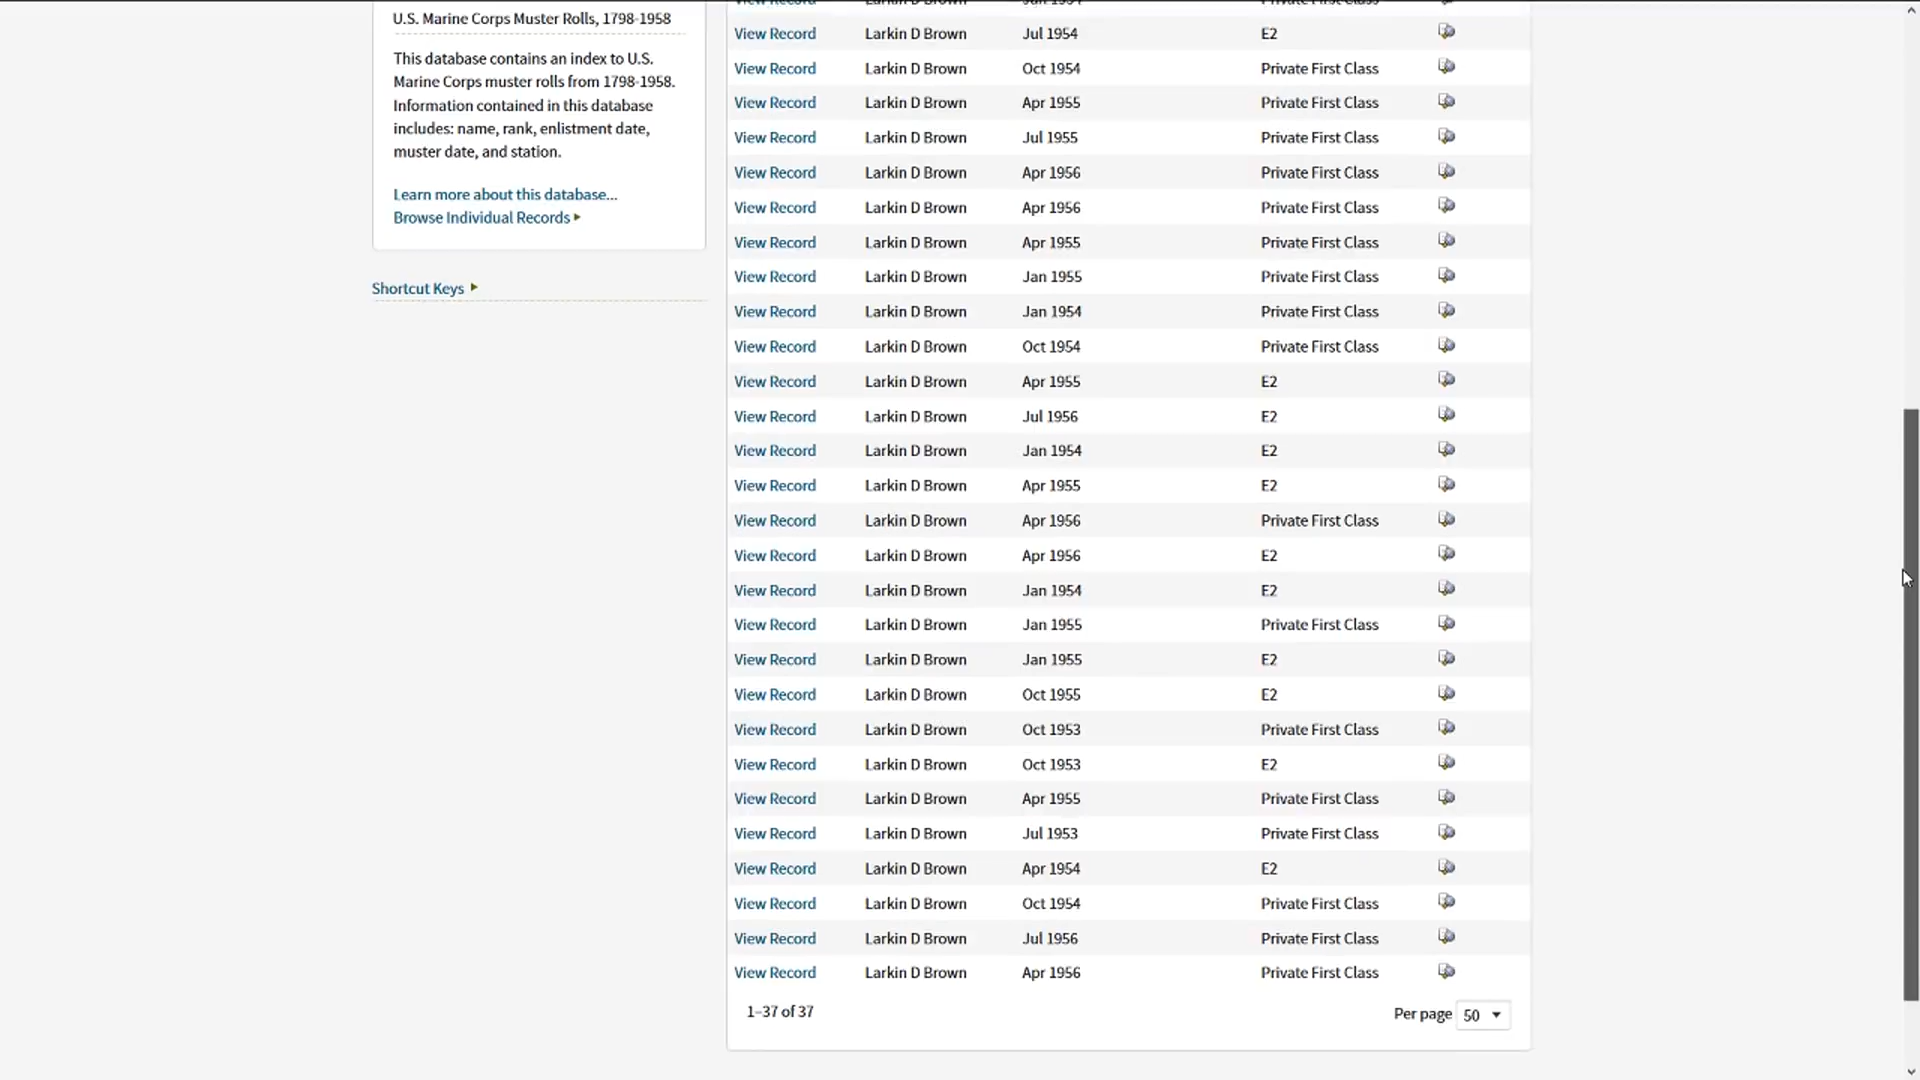 U.S. Marine Corps Muster Rolls, 1798-1958
This database contains an index to U.S.
Marine Corps muster rolls from 1798-1958.
Information contained in this database
includes: name, rank, enlistment date,
muster date, and station.
Learn more about this database...
Browse Individual Records
Shortcut Keys
View Record Larkin D Brown Jul 1954 E2
View Record Larkin D Brown Oct 1954 Private First Class
View Record Larkin D Brown Apr 1955 Private First Class
View Record Larkin D Brown Jul 1955 Private First Class
View Record Larkin D Brown Apr 1956 Private First Class
View Record Larkin D Brown Apr 1956 Private First Class
View Record Larkin D Brown Apr 1955 Private First Class
View Record Larkin D Brown Jan 1955 Private First Class
View Record Larkin D Brown Jan 1954 Private First Class
View Record Larkin D Brown Oct 1954 Private First Class
View Record Larkin D Brown Apr 1955 E2
View Record Larkin D Brown Jul 1956 E2
View Record Larkin D Brown Jan 1954 E2
View Record Larkin D Brown Apr 1955 E2
View Record Larkin D Brown Apr 1956 Private First Class
View Record Larkin D Brown Apr 1956 E2
View Record Larkin D Brown Jan 1954 E2
View Record Larkin D Brown Jan 1955 Private First Class
View Record Larkin D Brown Jan 1955 E2
View Record Larkin D Brown Oct 1955 E2
View Record Larkin D Brown Oct 1953 Private First Class
View Record Larkin D Brown Oct 1953 E2
View Record Larkin D Brown Apr 1955 Private First Class
View Record Larkin D Brown Jul 1953 Private First Class
View Record Larkin D Brown Apr 1954 E2
View Record Larkin D Brown Oct 1954 Private First Class
View Record Larkin D Brown Jul 1956 Private First Class
View Record Larkin D Brown Apr 1956 Private First Class
1–37 of 37 Per page 50